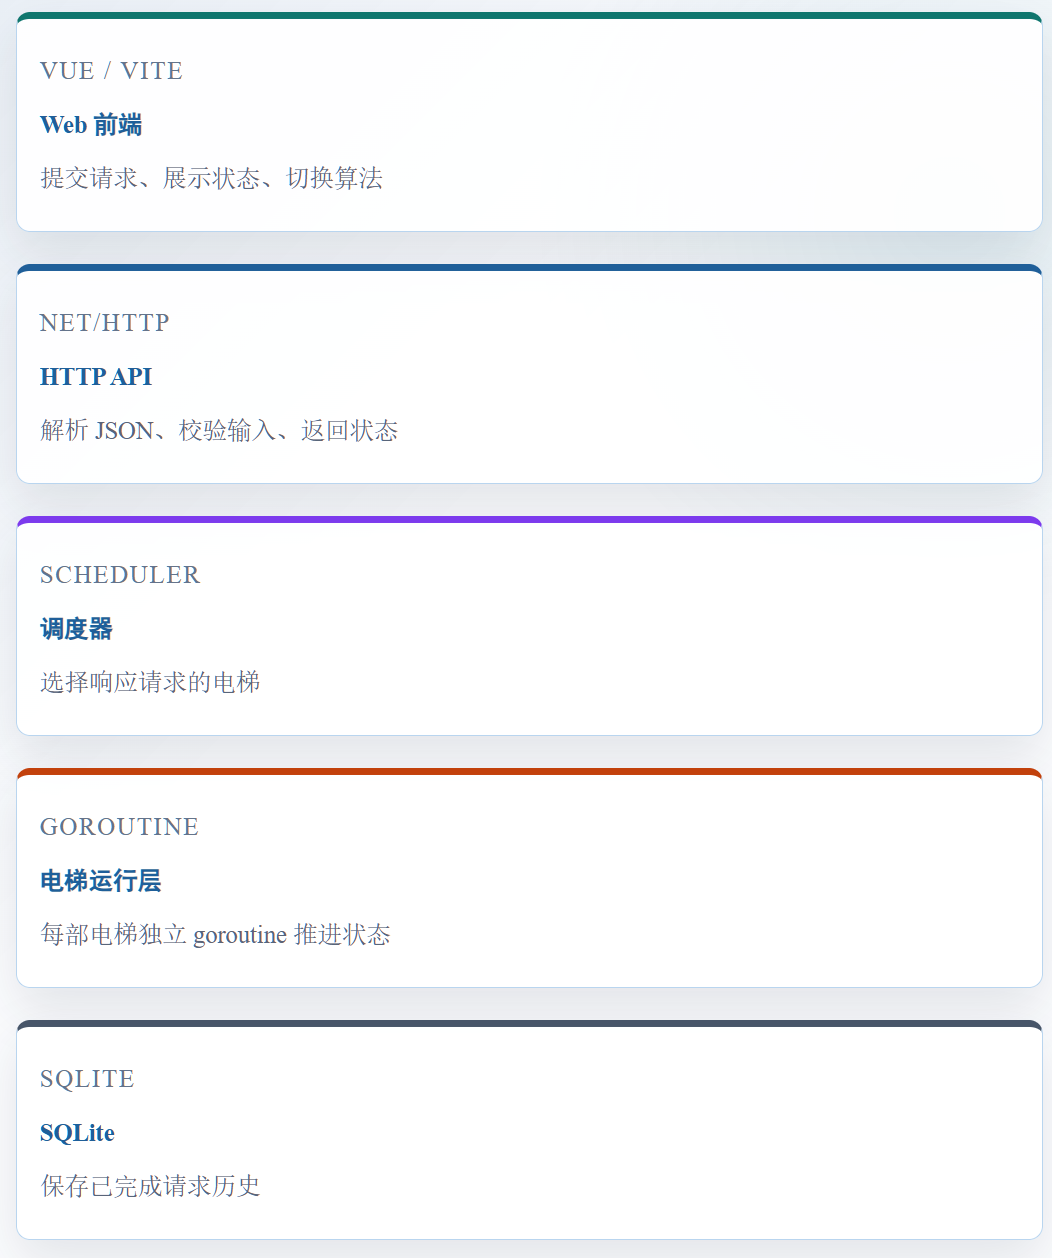 VUE / VITE
Web 前端
提交请求、展示状态、切换算法
NET/HTTP
HTTP API
解析 JSON、校验输入、返回状态
SCHEDULER
调度器
选择响应请求的电梯
GOROUTINE
电梯运行层
每部电梯独立 goroutine 推进状态
SQLITE
SQLite
保存已完成请求历史